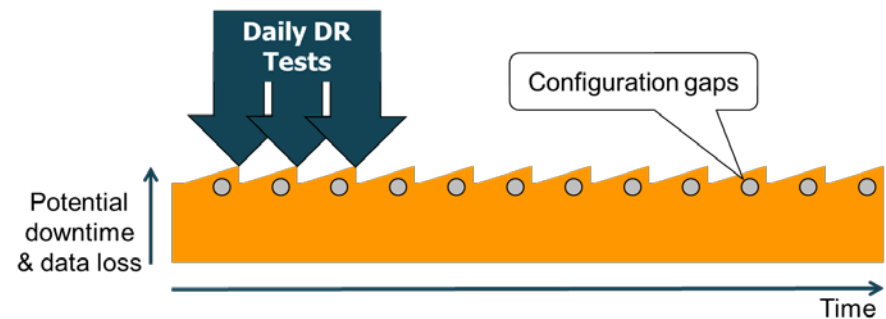 Daily DR
Tests
Configuration gaps
Potential
downtime
& data loss
Time